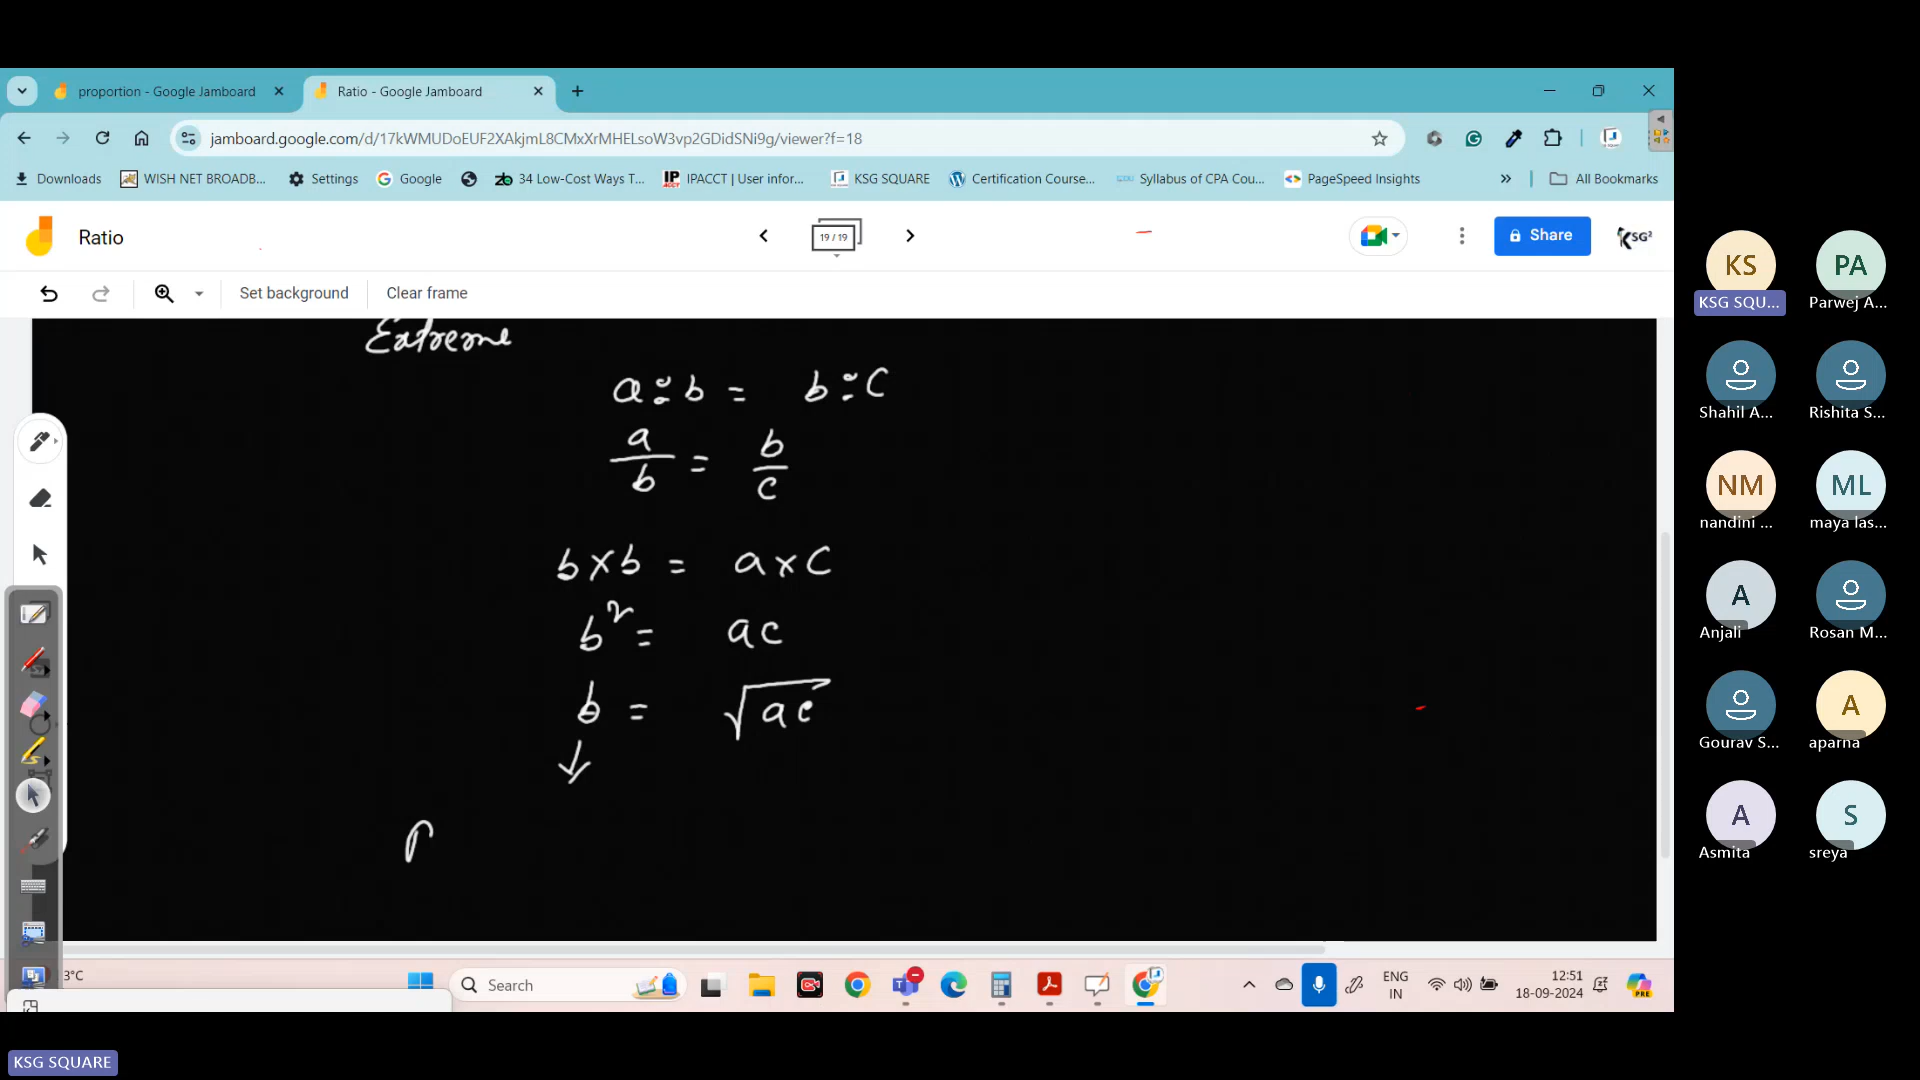 proportion - Google Jamboard
Ratio - Google Jamboard
jamboard.google.com/d/17kWMUDoEUF2XAkjmL8CMxXrMHELsoW3vp2GDidSNi9g/viewer?f=18
Downloads
WISH NET BROADB...
Settings
Google
34 Low-Cost Ways T...
IPACCT | User infor...
KSG SQUARE
Certification Course...
Syllabus of CPA Cou...
PageSpeed Insights
»
All Bookmarks
Ratio
19 / 19
Share
KSG²
Set background
Clear frame
Extreme
a : b = b : c
a/b = b/c
b × b = a × c
b² = ac
b = √ac
↓
KS
KSG SQU...
PA
Parwej A...
Shahil A...
Rishita S...
NM
nandini ...
ML
maya las...
A
Anjali
Rosan M...
Gourav S...
A
aparna
A
Asmita
S
sreya
3°C
Search
ENG
IN
12:51
18-09-2024
PRE
KSG SQUARE